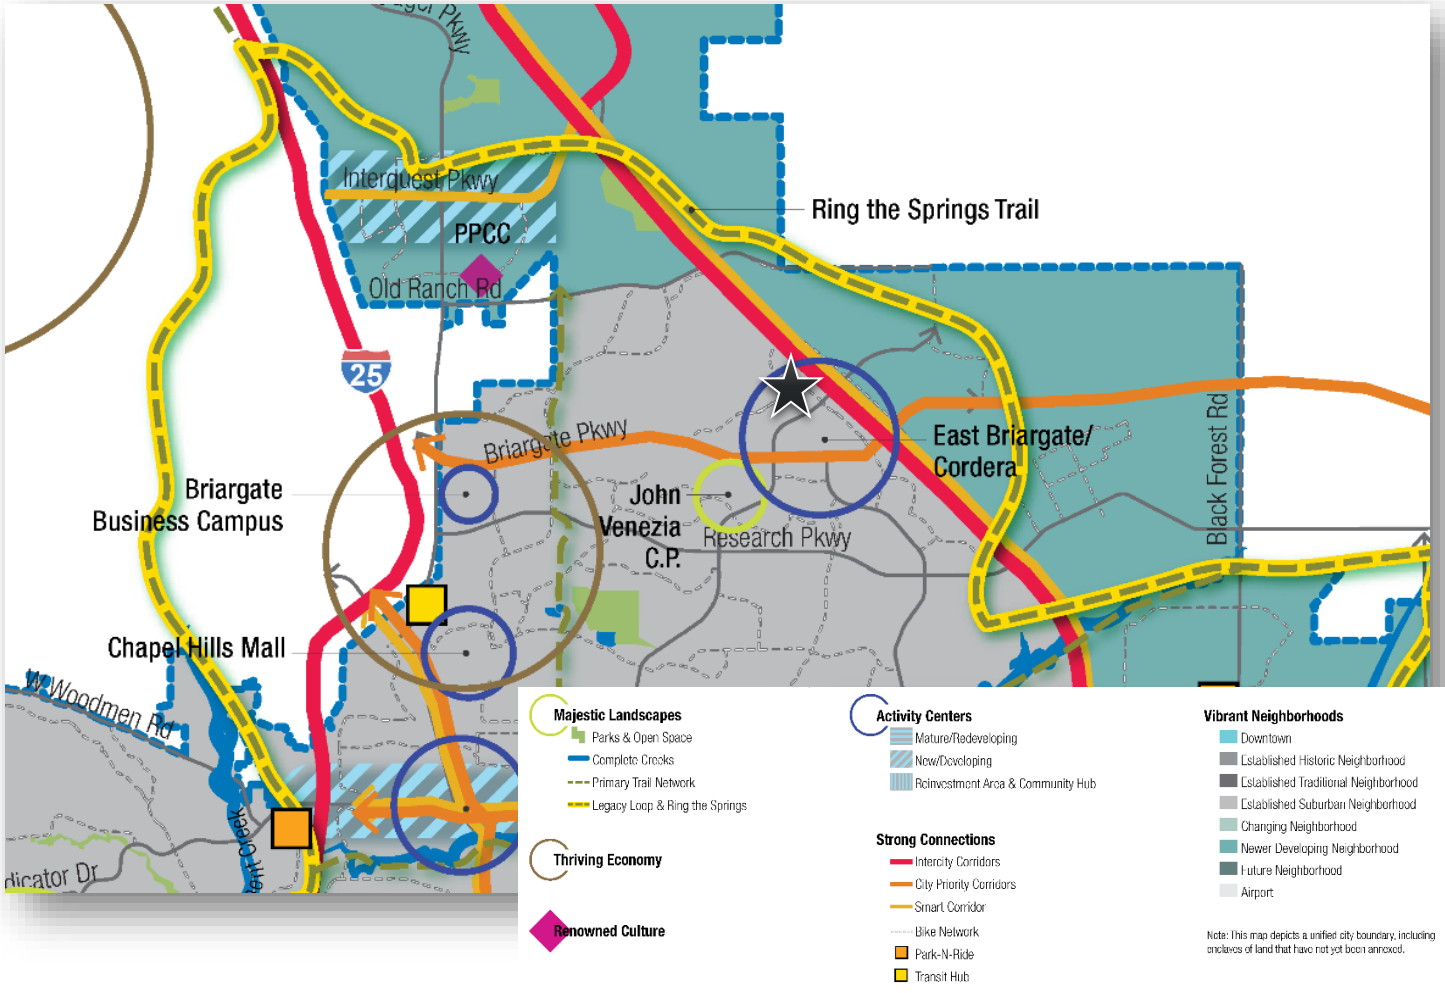 ager Pkwy
Interquest Pkwy
Ring the Springs Trail
PPCC
Old Ranch Rd
25
Briargate Pkwy
East Briargate/
Cordera
Black Forest Rd
Briargate
Business Campus
John
Venezia
C.P.
Research Pkwy
Chapel Hills Mall
W Woodmen Rd
Creek
dicator Dr
Majestic Landscapes
Parks & Open Space
Complete Creeks
Primary Trail Network
Legacy Loop & Ring the Springs
Thriving Economy
Renowned Culture
Activity Centers
Mature/Redeveloping
New/Developing
Reinvestment Area & Community Hub
Strong Connections
Intercity Corridors
City Priority Corridors
Smart Corridor
Bike Network
Park-N-Ride
Transit Hub
Vibrant Neighborhoods
Downtown
Established Historic Neighborhood
Established Traditional Neighborhood
Established Suburban Neighborhood
Changing Neighborhood
Newer Developing Neighborhood
Future Neighborhood
Airport
Note: This map depicts a unified city boundary, including
enclaves of land that have not yet been annexed.